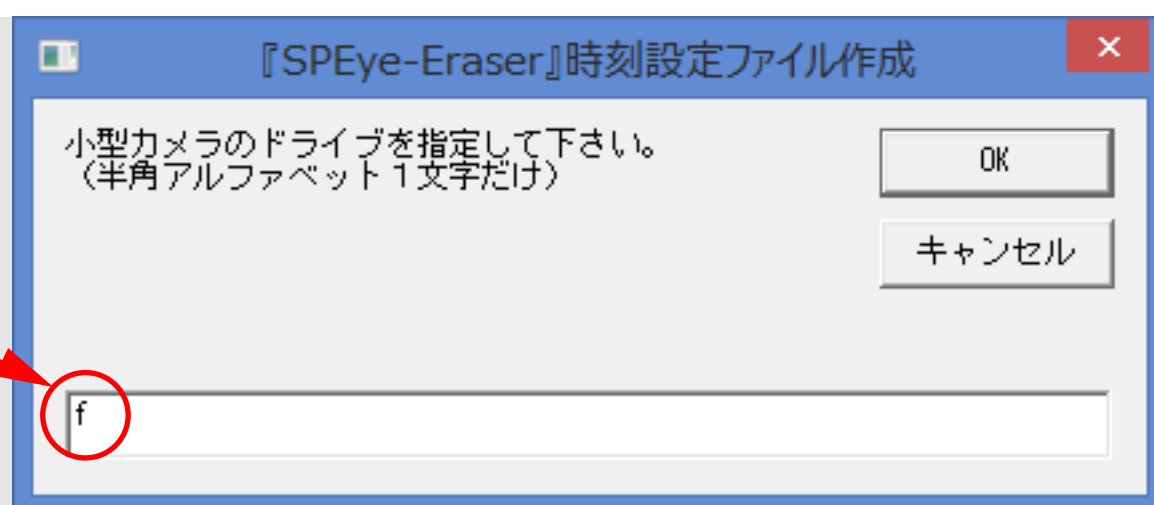 『SPEye-Eraser』時刻設定ファイル作成
小型カメラのドライブを指定して下さい。
（半角アルファベット１文字だけ）
OK
キャンセル
f